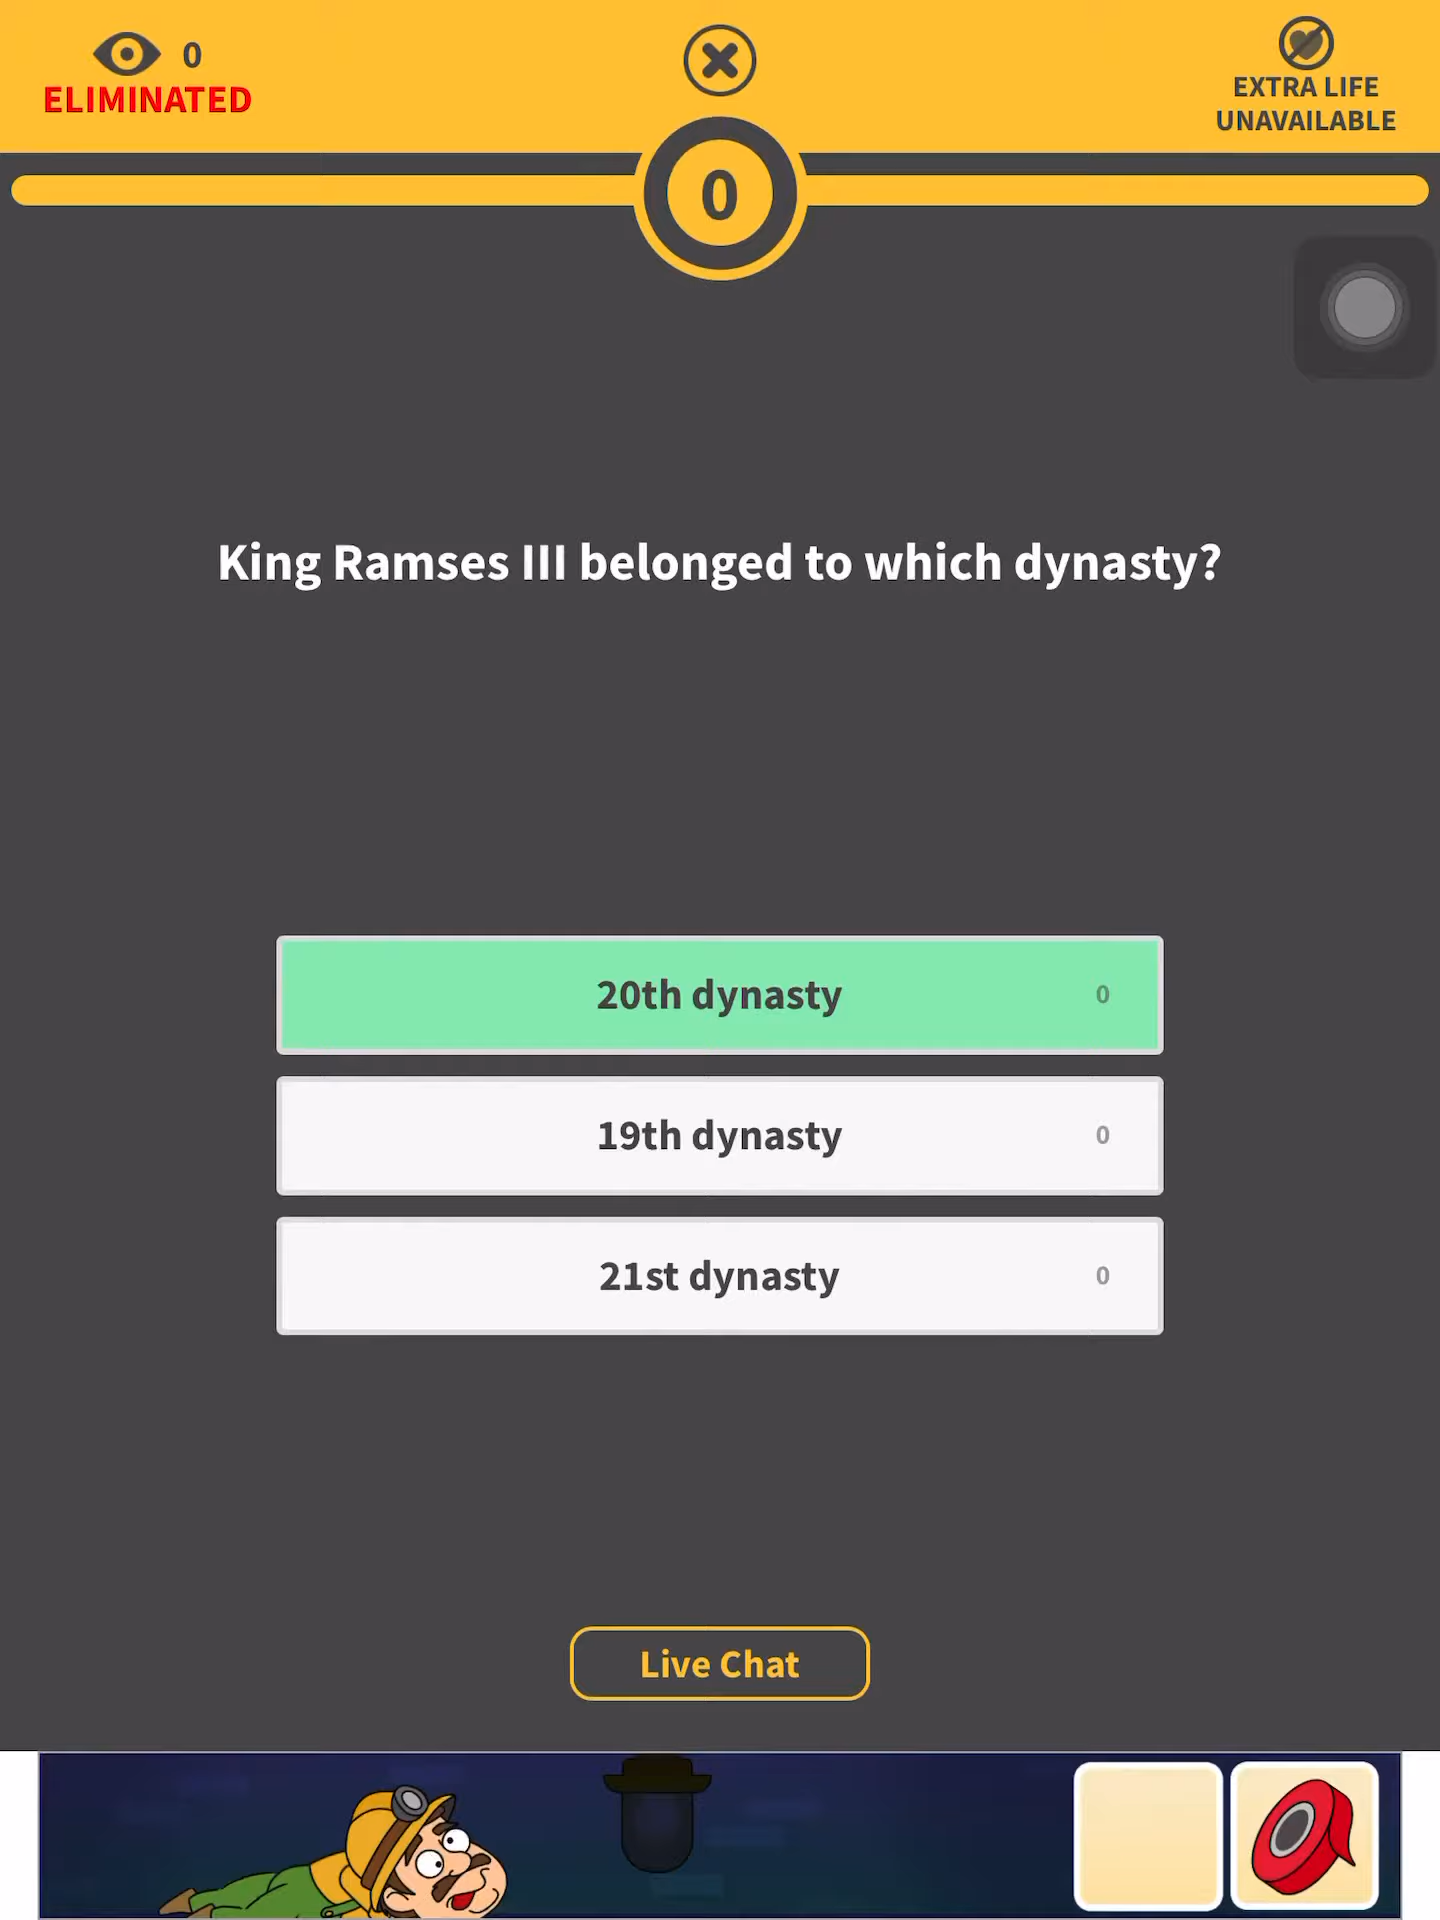 0
ELIMINATED
EXTRA LIFE
UNAVAILABLE
0
King Ramses III belonged to which dynasty?
20th dynasty 0
19th dynasty 0
21st dynasty 0
Live Chat